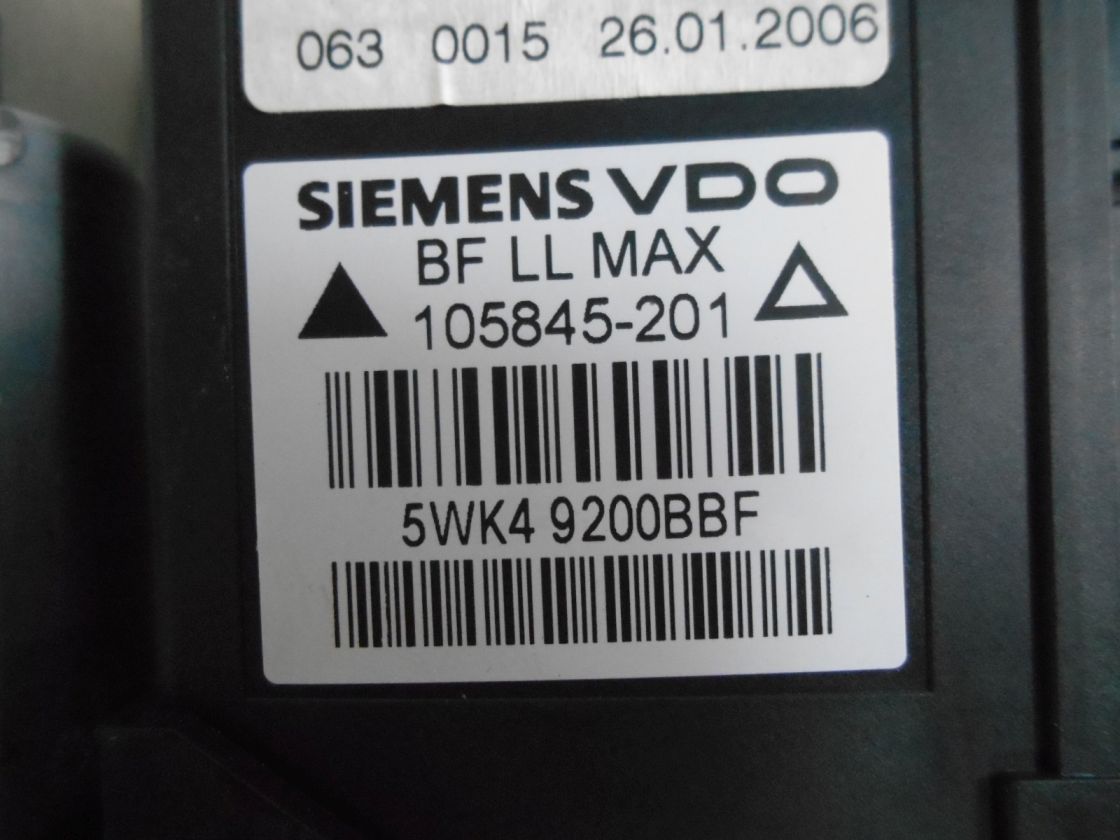 063 0015 26.01.2006
SIEMENS VDO
BF LL MAX
105845-201
5WK4 9200BBF